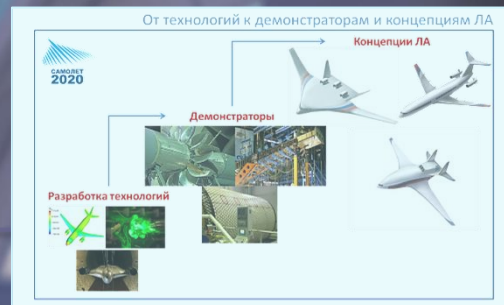 От технологий к демонстраторам и концепциям ЛА
САМОЛЕТ
2020
Концепции ЛА
Демонстраторы
Разработка технологий